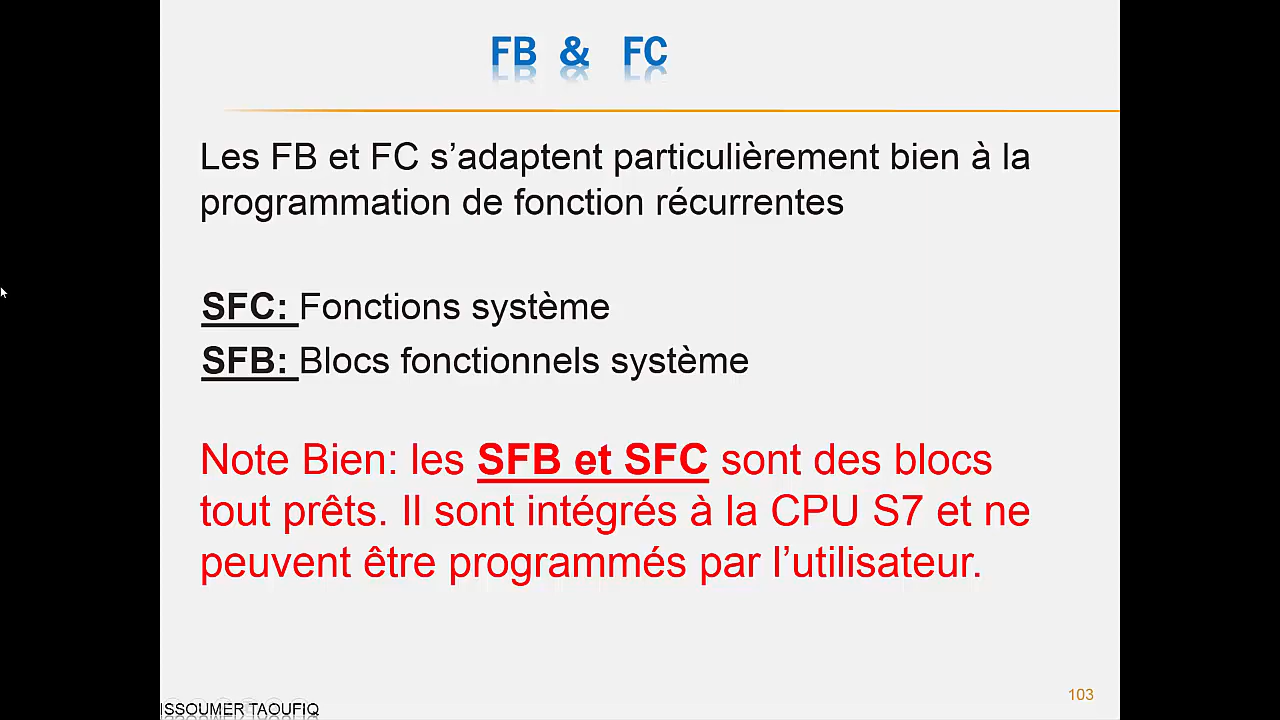 FB & FC
Les FB et FC s’adaptent particulièrement bien à la
programmation de fonction récurrentes
SFC: Fonctions système
SFB: Blocs fonctionnels système
Note Bien: les SFB et SFC sont des blocs
tout prêts. Il sont intégrés à la CPU S7 et ne
peuvent être programmés par l’utilisateur.
103
ISSOUMER TAOUFIQ